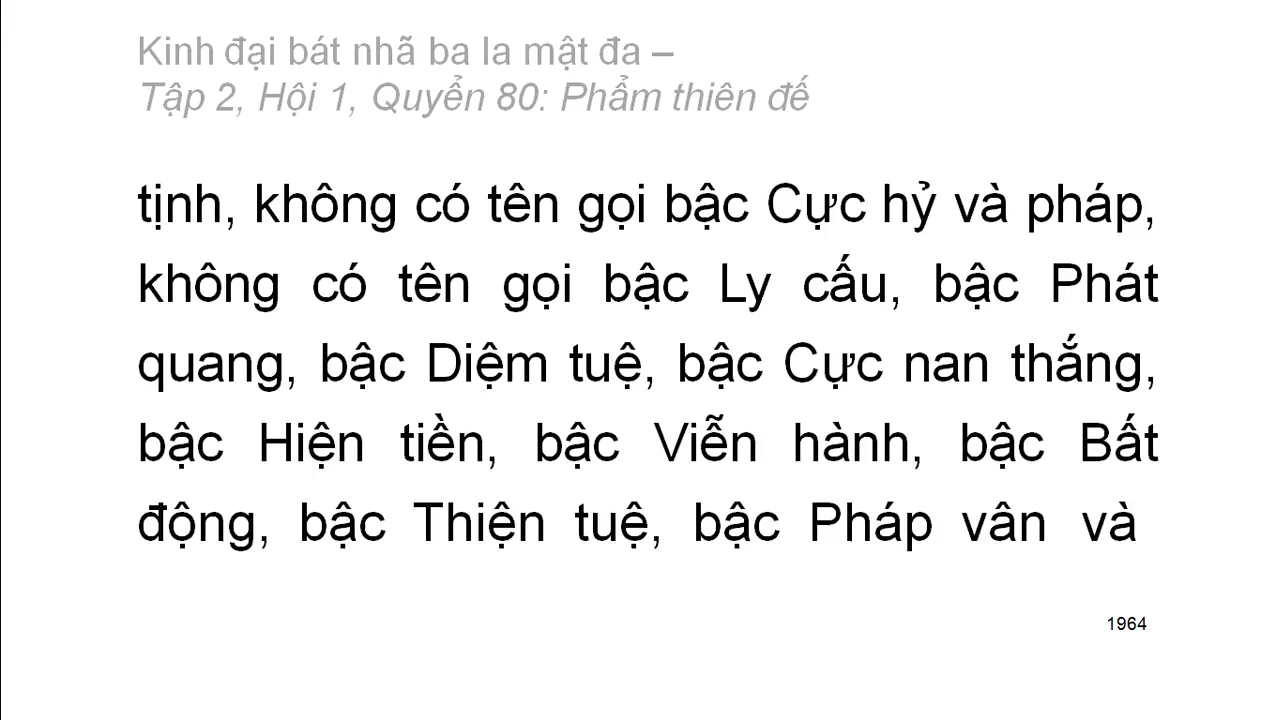 Kinh đại bát nhã ba la mật đa –
Tập 2, Hội 1, Quyển 80: Phẩm thiên đế
tịnh, không có tên gọi bậc Cực hỷ và pháp,
không có tên gọi bậc Ly cấu, bậc Phát
quang, bậc Diệm tuệ, bậc Cực nan thắng,
bậc Hiện tiền, bậc Viễn hành, bậc Bất
động, bậc Thiện tuệ, bậc Pháp vân và
1964